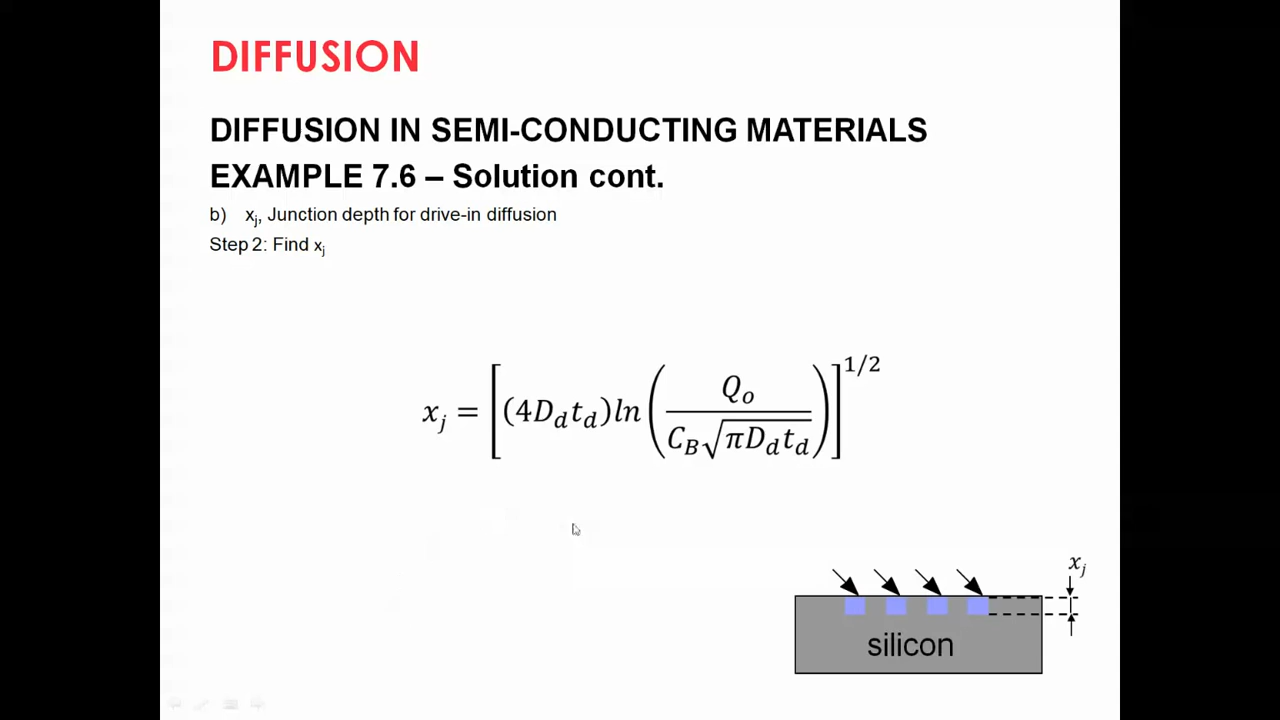 DIFFUSION
DIFFUSION IN SEMI-CONDUCTING MATERIALS
EXAMPLE 7.6 – Solution cont.
b) xj, Junction depth for drive-in diffusion
Step 2: Find xj
xj = [(4Ddtd)ln(Qo / (CB√(πDdtd)))]^1/2
xj
silicon